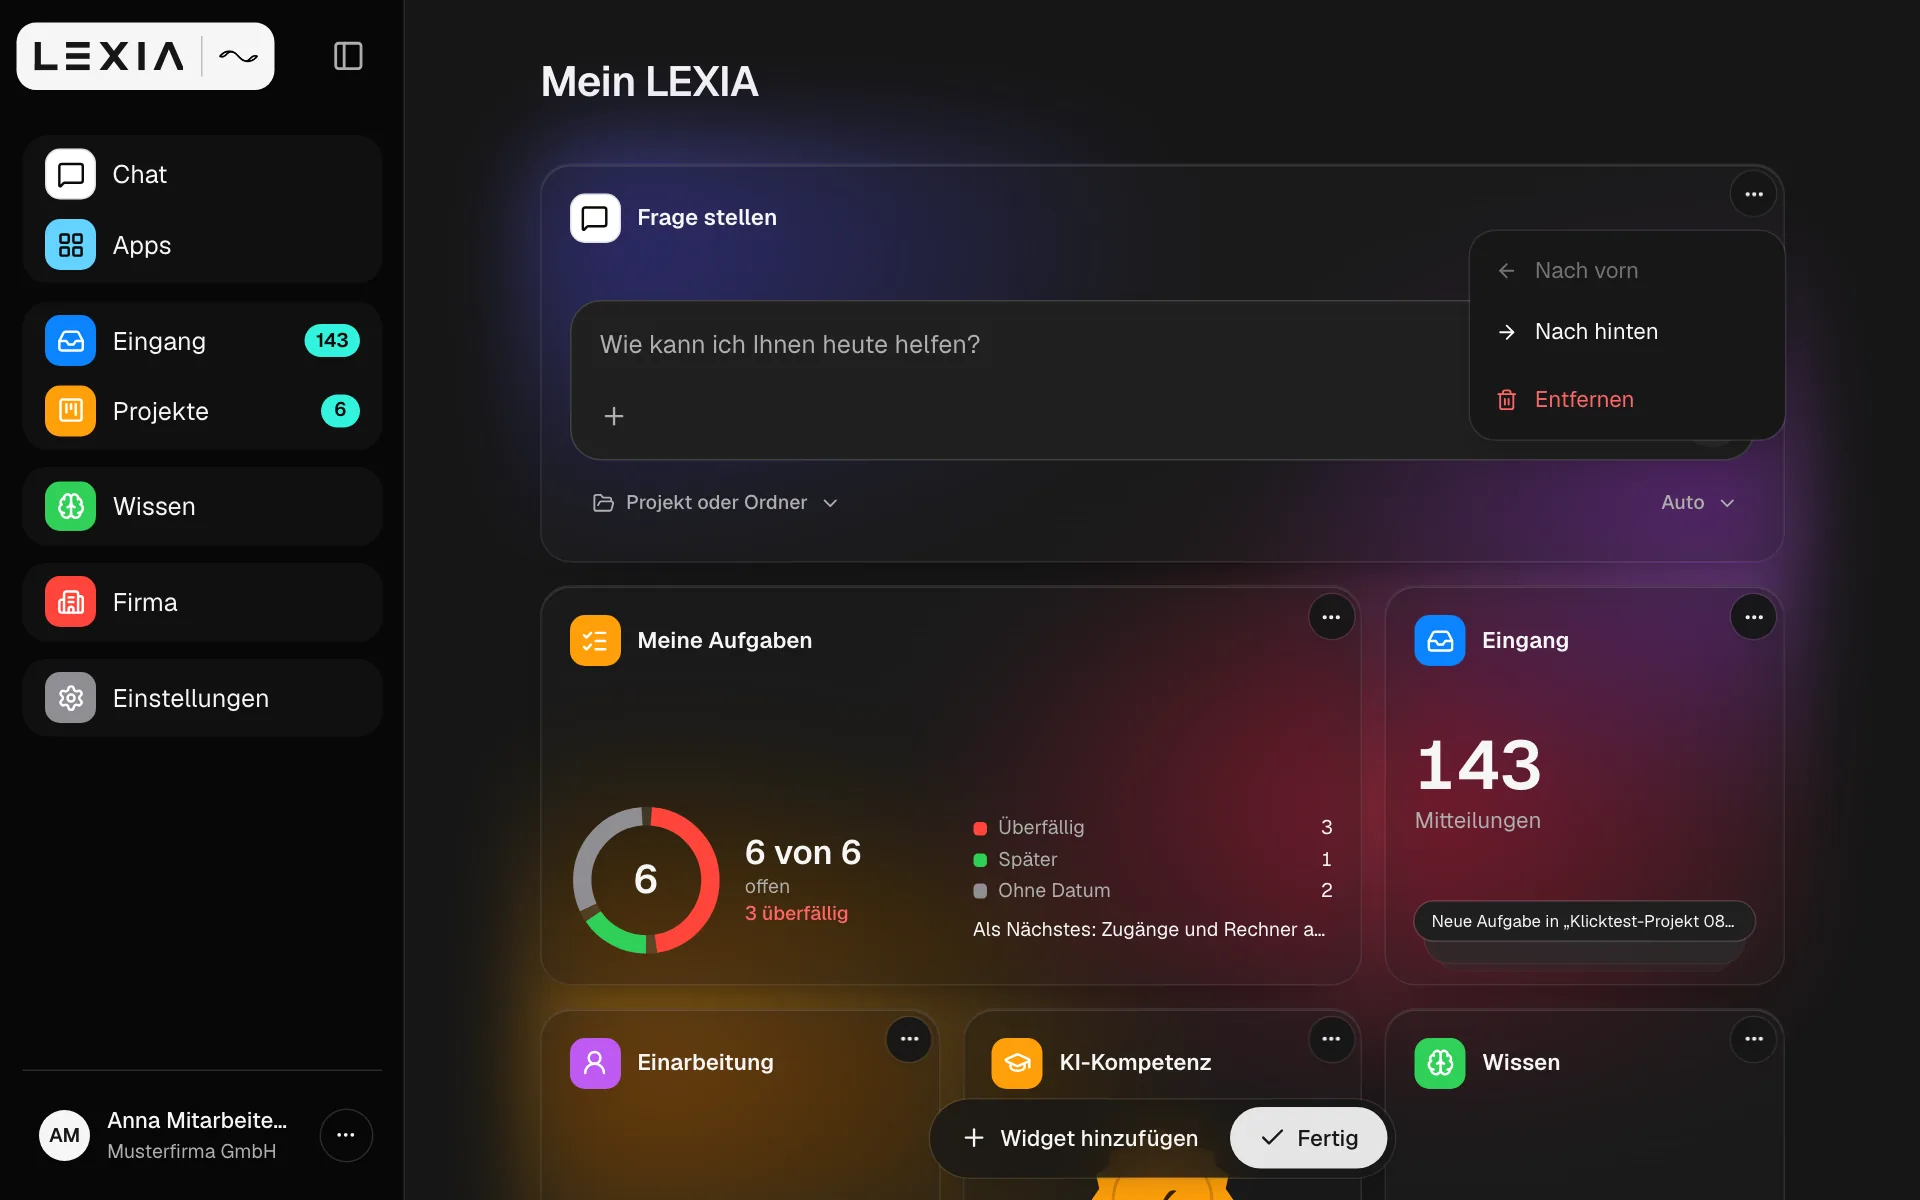 LEXIA
Chat
Apps
Eingang 143
Projekte 6
Wissen
Firma
Einstellungen
AM
Anna Mitarbeite...
Musterfirma GmbH
Mein LEXIA
Frage stellen
Wie kann ich Ihnen heute helfen?
Projekt oder Ordner
Auto
Nach vorn
Nach hinten
Entfernen
Meine Aufgaben
6
6 von 6
offen
3 überfällig
Überfällig 3
Später 1
Ohne Datum 2
Als Nächstes: Zugänge und Rechner a...
Eingang
143
Mitteilungen
Neue Aufgabe in „Klicktest-Projekt 08...
Einarbeitung
KI-Kompetenz
Wissen
Widget hinzufügen
Fertig